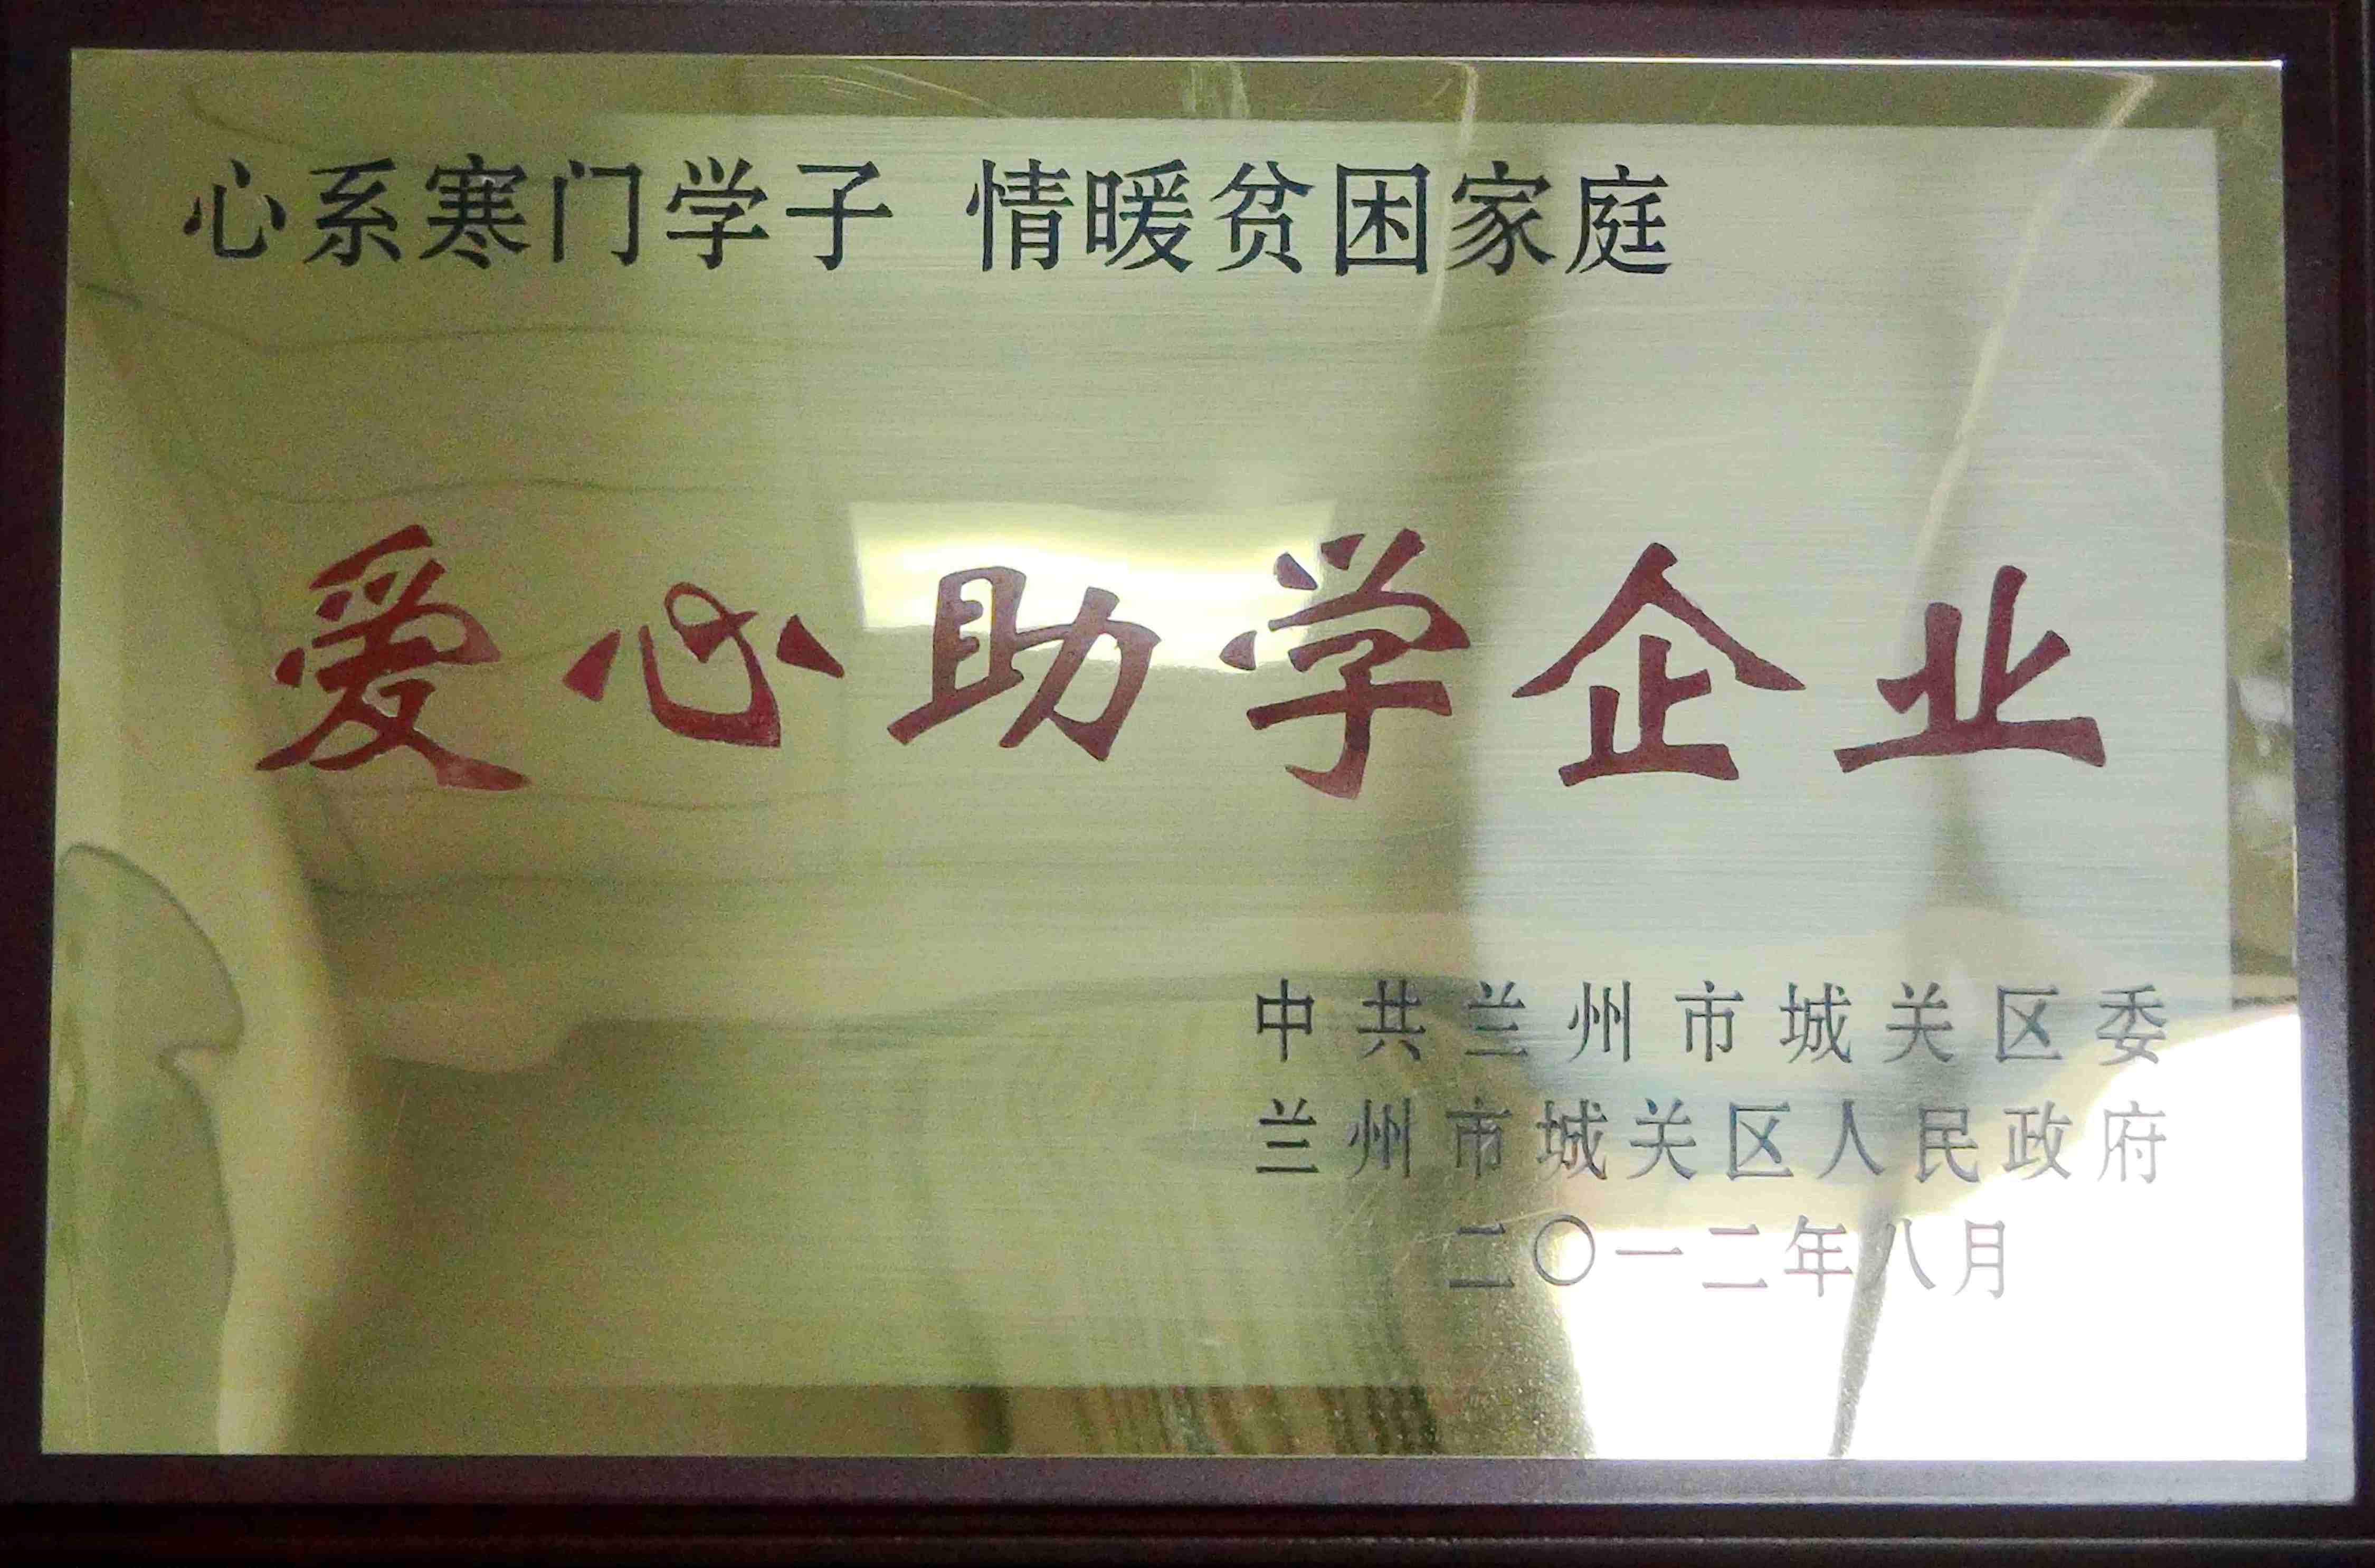 心系寒门学子 情暖贫困家庭
爱心助学企业
中共兰州市城关区委
兰州市城关区人民政府
二〇一二年八月